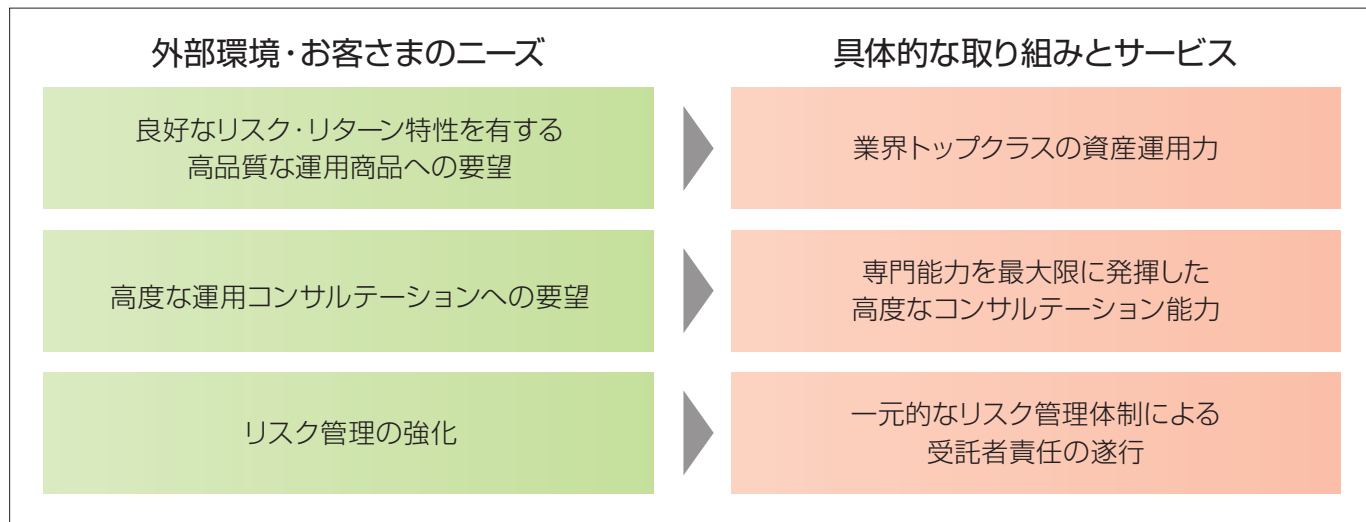 外部環境・お客さまのニーズ
具体的な取り組みとサービス
良好なリスク・リターン特性を有する
高品質な運用商品への要望
業界トップクラスの資産運用力
高度な運用コンサルテーションへの要望
専門能力を最大限に発揮した
高度なコンサルテーション能力
リスク管理の強化
一元的なリスク管理体制による
受託者責任の遂行